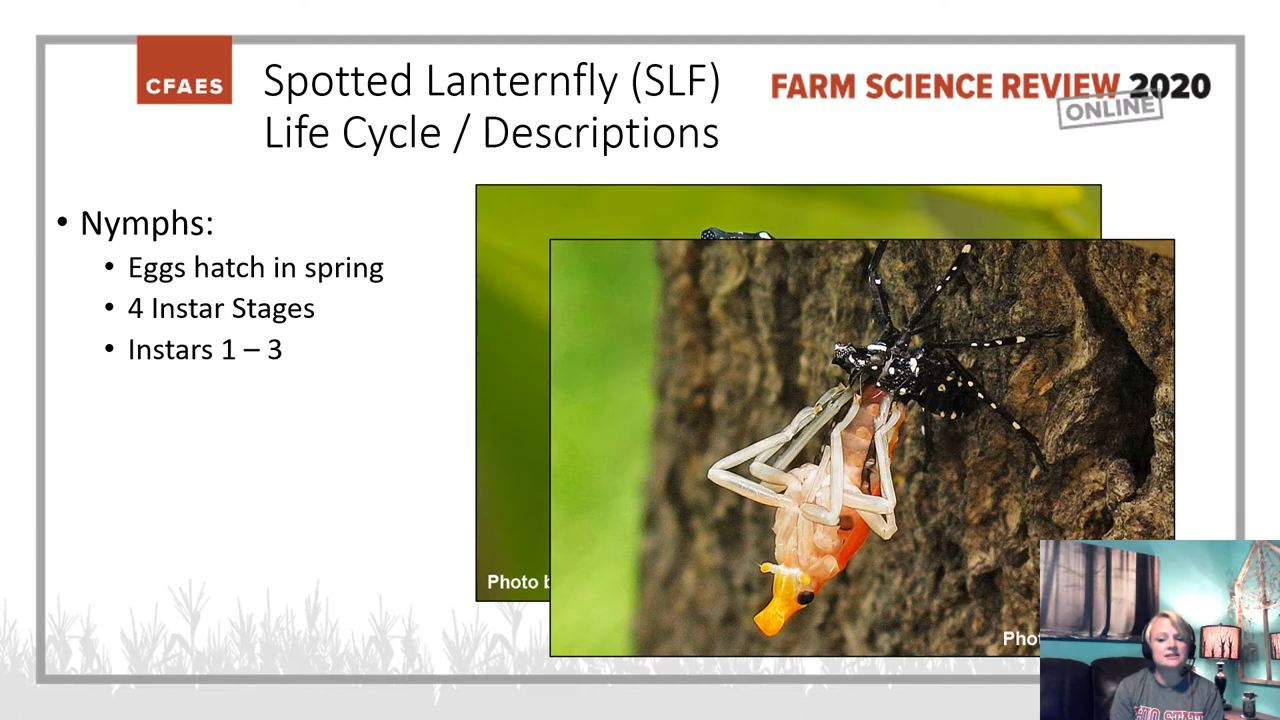 CFAES
Spotted Lanternfly (SLF)
Life Cycle / Descriptions
FARM SCIENCE REVIEW 2020
ONLINE
• Nymphs:
• Eggs hatch in spring
• 4 Instar Stages
• Instars 1 – 3
Photo